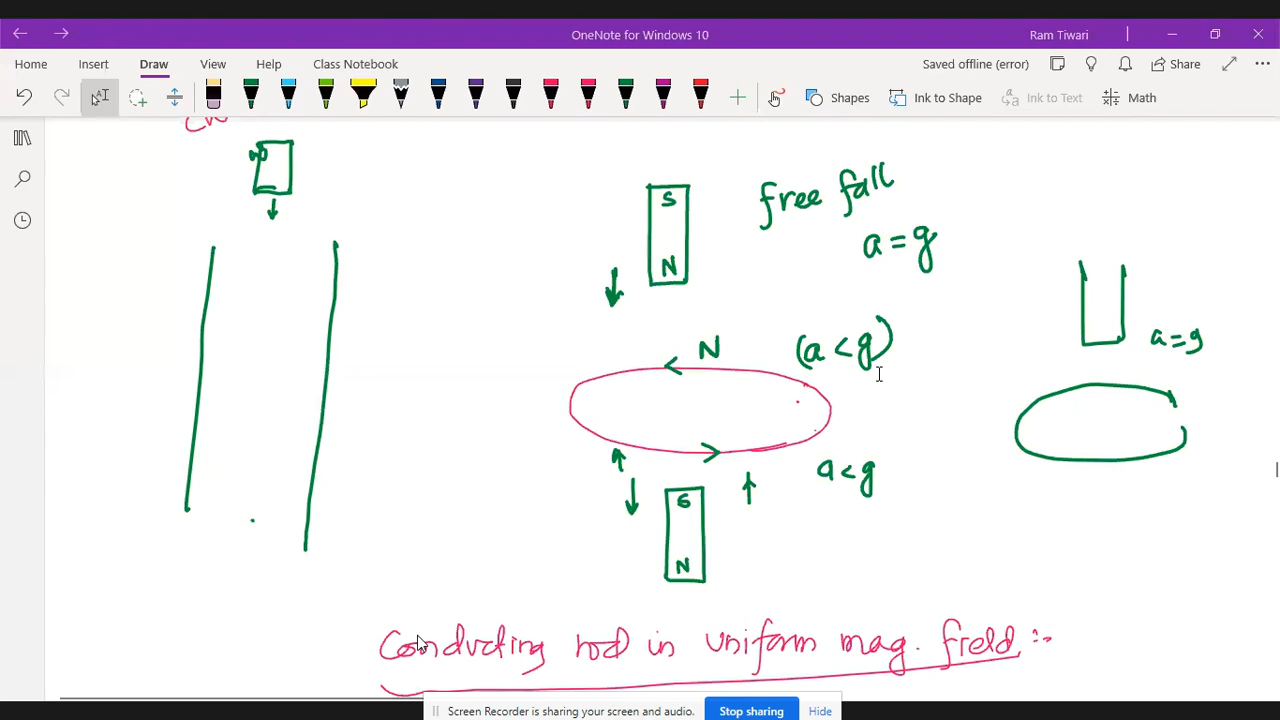 OneNote for Windows 10
Ram Tiwari
Home
Insert
Draw
View
Help
Class Notebook
Saved offline (error)
Share
Shapes
Ink to Shape
Ink to Text
Math
S
N
free fall
a = g
N
(a < g)
a = g
a < g
S
N
Conducting rod in uniform mag. field :-
Screen Recorder is sharing your screen and audio.
Stop sharing
Hide